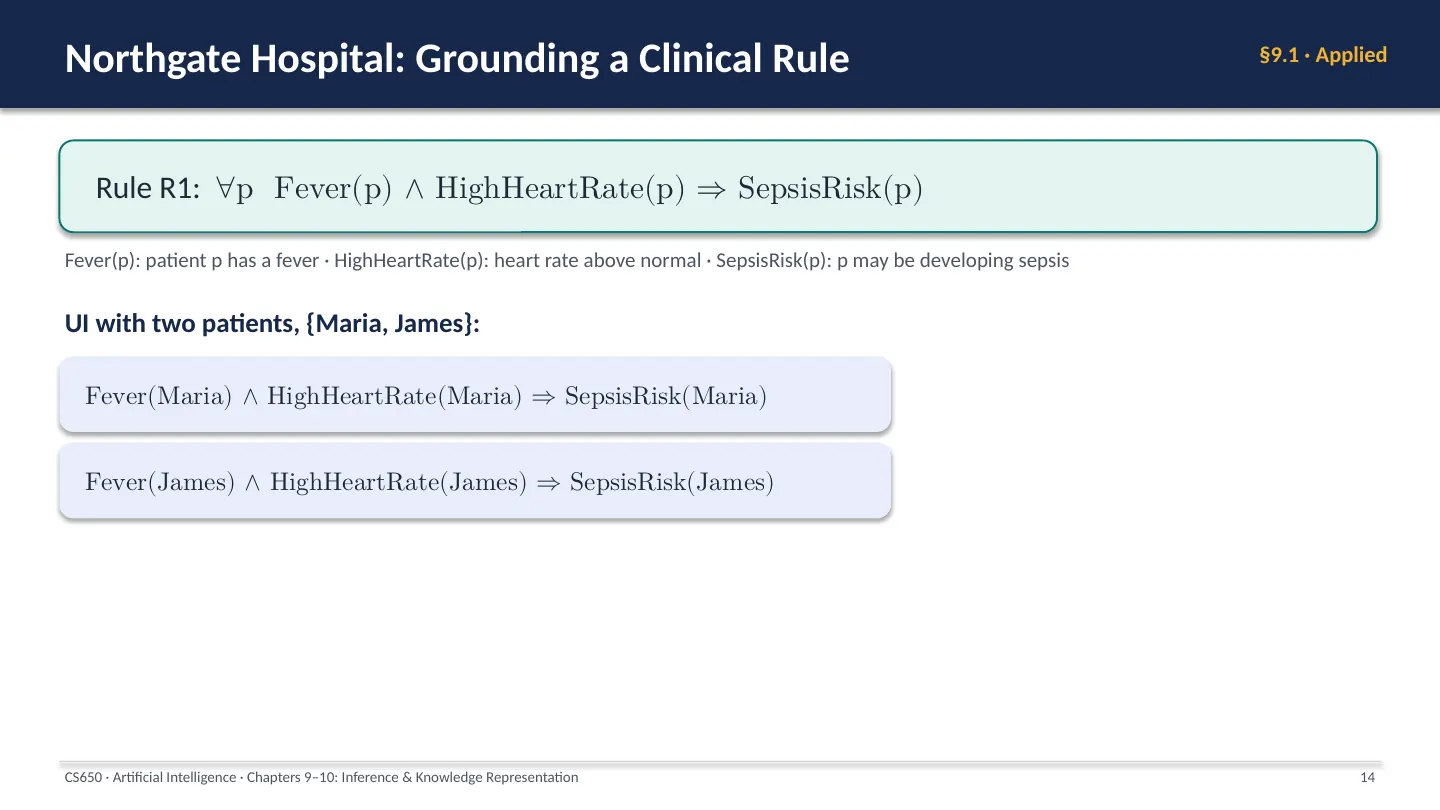 Northgate Hospital: Grounding a Clinical Rule
§9.1 · Applied
Rule R1: ∀p Fever(p) ∧ HighHeartRate(p) ⇒ SepsisRisk(p)
Fever(p): patient p has a fever · HighHeartRate(p): heart rate above normal · SepsisRisk(p): p may be developing sepsis
UI with two patients, {Maria, James}:
Fever(Maria) ∧ HighHeartRate(Maria) ⇒ SepsisRisk(Maria)
Fever(James) ∧ HighHeartRate(James) ⇒ SepsisRisk(James)
CS650 · Artificial Intelligence · Chapters 9–10: Inference & Knowledge Representation
14